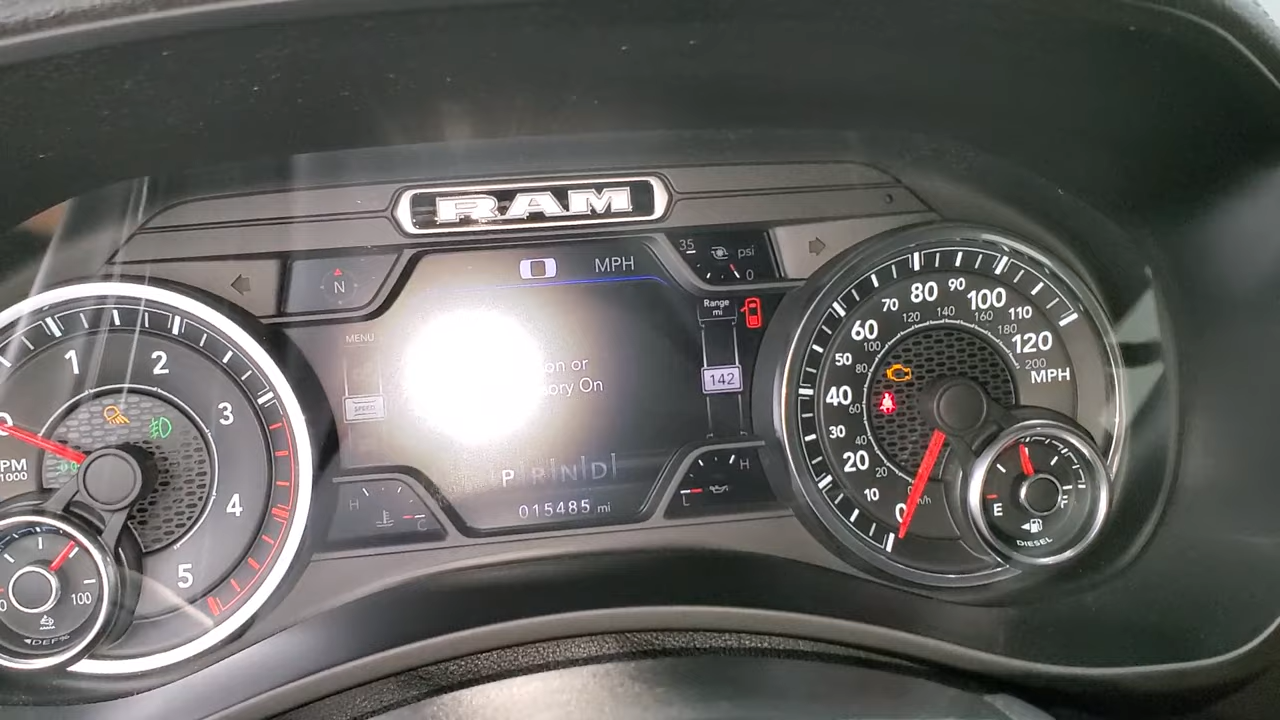 RAM
MPH
35 psi
0
N
MENU
SPEED
on or
ory On
Range
mi
142
P R N D
015485 mi
H C
H
1 2 3 4 5
PM
1000
100
DEF%
0 10 20 30 40 50 60 70 80 90 100 110 120
MPH
20 60 80 100 120 140 160 180 200
E F
DIESEL